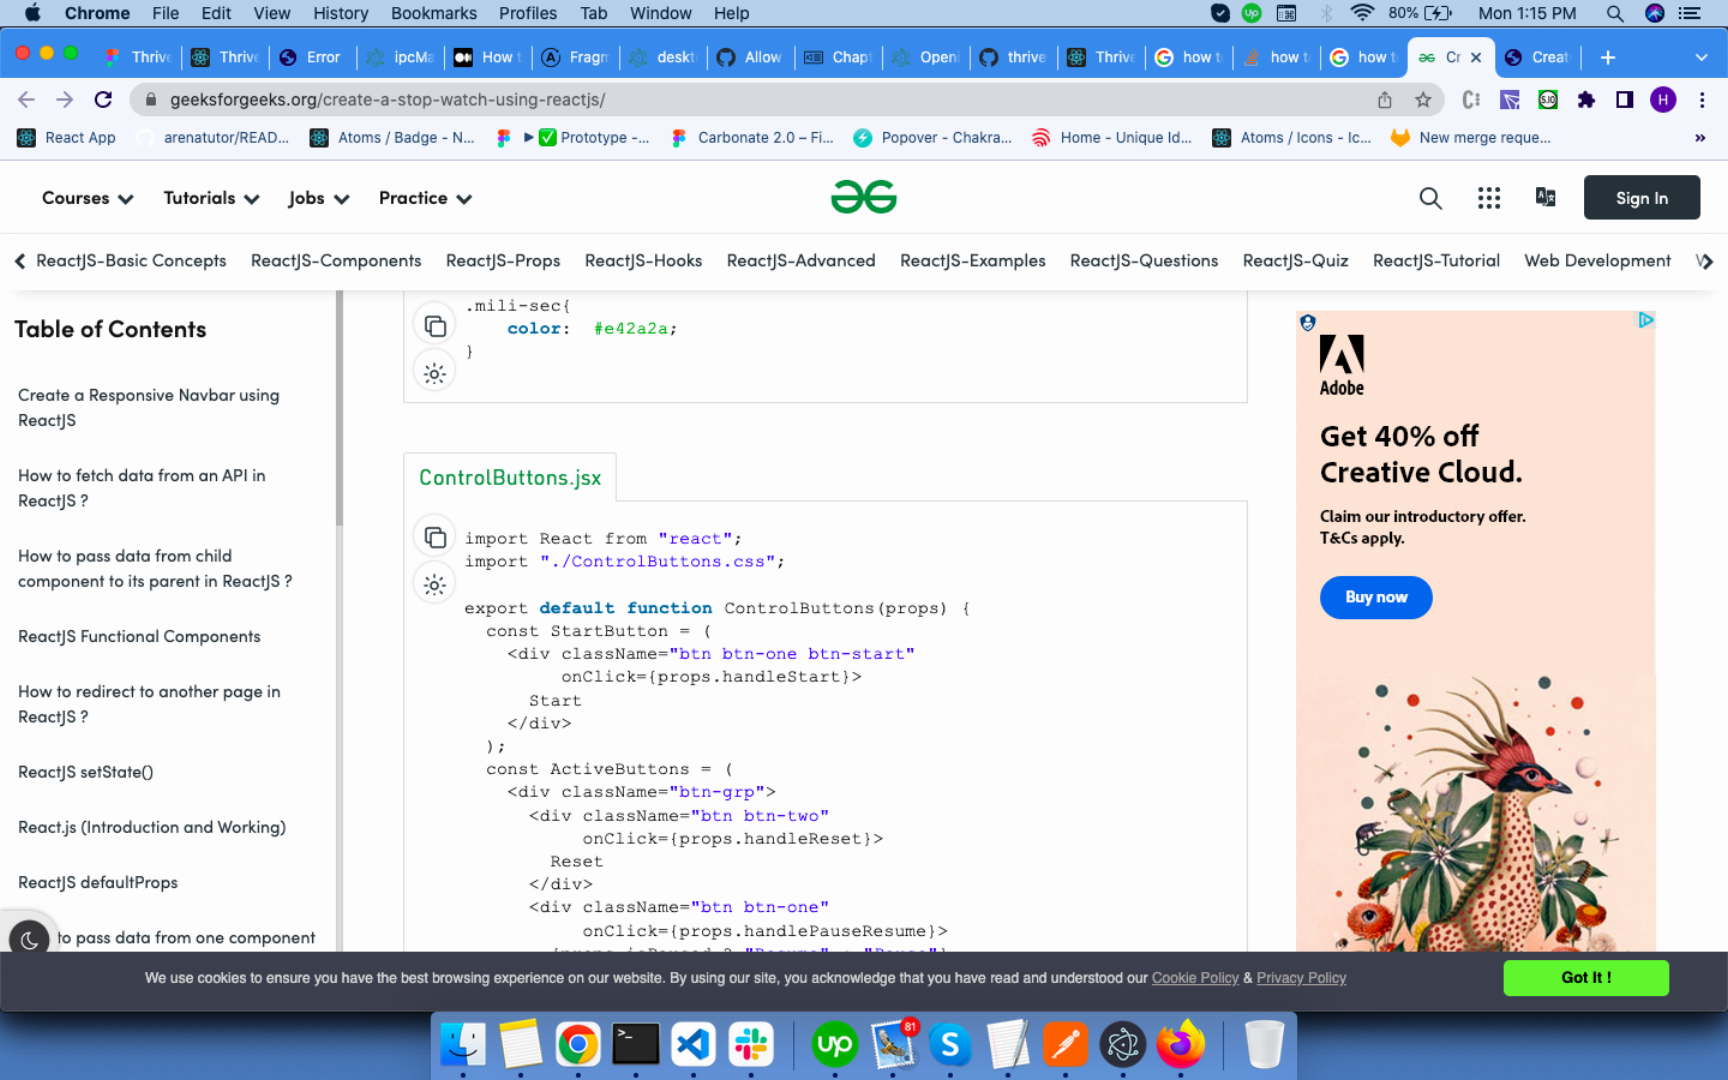 Chrome File Edit View History Bookmarks Profiles Tab Window Help 80% Mon 1:15 PM
Thrive Thrive Error ipcMa How t Fragm deskt Allow Chapt Openi thrive Thrive how to how to how to Cr Creat
geeksforgeeks.org/create-a-stop-watch-using-reactjs/
React App arenatutor/READ... Atoms / Badge - N... Prototype -... Carbonate 2.0 – Fi... Popover - Chakra... Home - Unique Id... Atoms / Icons - Ic... New merge reque...
Courses Tutorials Jobs Practice Sign In
ReactJS-Basic Concepts ReactJS-Components ReactJS-Props ReactJS-Hooks ReactJS-Advanced ReactJS-Examples ReactJS-Questions ReactJS-Quiz ReactJS-Tutorial Web Development
Table of Contents
Create a Responsive Navbar using
ReactJS
How to fetch data from an API in
ReactJS ?
How to pass data from child
component to its parent in ReactJS ?
ReactJS Functional Components
How to redirect to another page in
ReactJS ?
ReactJS setState()
React.js (Introduction and Working)
ReactJS defaultProps
to pass data from one component
.mili-sec{
color: #e42a2a;
}
ControlButtons.jsx
import React from "react";
import "./ControlButtons.css";
export default function ControlButtons(props) {
const StartButton = (
<div className="btn btn-one btn-start"
onClick={props.handleStart}>
Start
</div>
);
const ActiveButtons = (
<div className="btn-grp">
<div className="btn btn-two"
onClick={props.handleReset}>
Reset
</div>
<div className="btn btn-one"
onClick={props.handlePauseResume}>
{props.isPaused ? "Resume" : "Pause"}
Adobe
Get 40% off
Creative Cloud.
Claim our introductory offer.
T&Cs apply.
Buy now
We use cookies to ensure you have the best browsing experience on our website. By using our site, you acknowledge that you have read and understood our Cookie Policy & Privacy Policy
Got It !
81